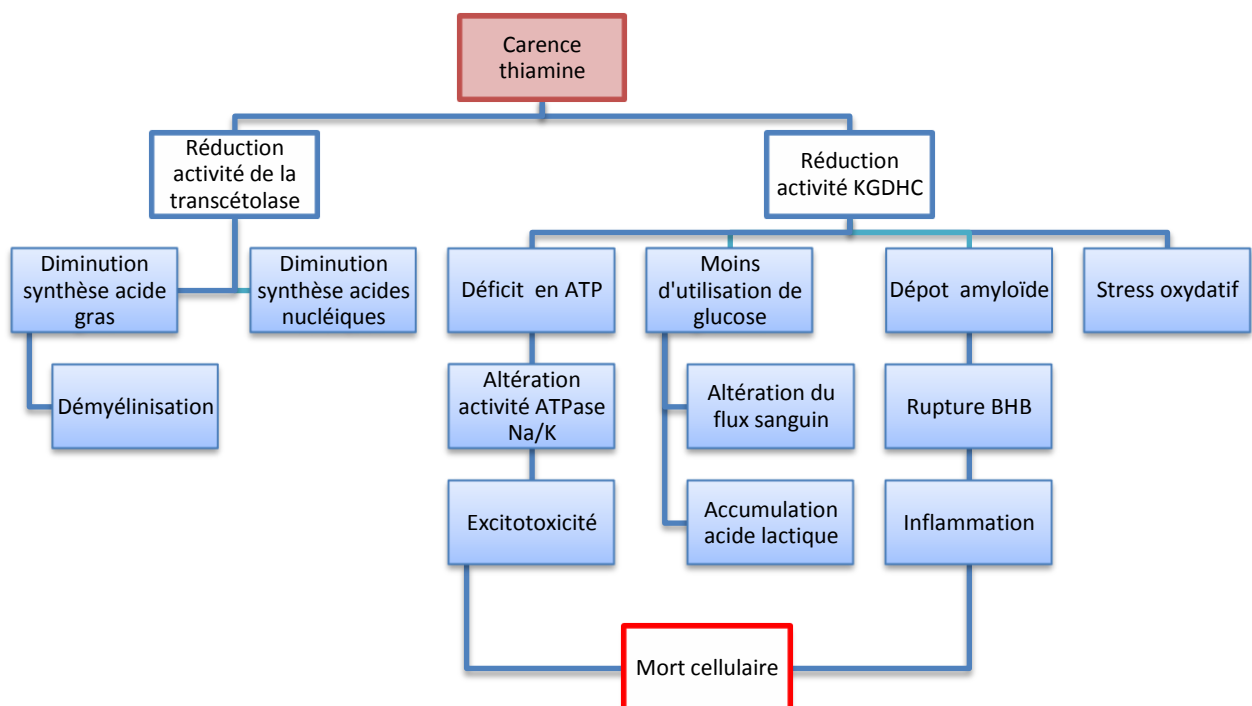 Carence
thiamine
Réduction
activité de la
transcétolase
Réduction
activité KGDHC
Diminution
synthèse acide
gras
Diminution
synthèse acides
nucléiques
Déficit en ATP
Moins
d'utilisation de
glucose
Dépot amyloïde
Stress oxydatif
Démyélinisation
Altération
activité ATPase
Na/K
Altération du
flux sanguin
Rupture BHB
Excitotoxicité
Accumulation
acide lactique
Inflammation
Mort cellulaire